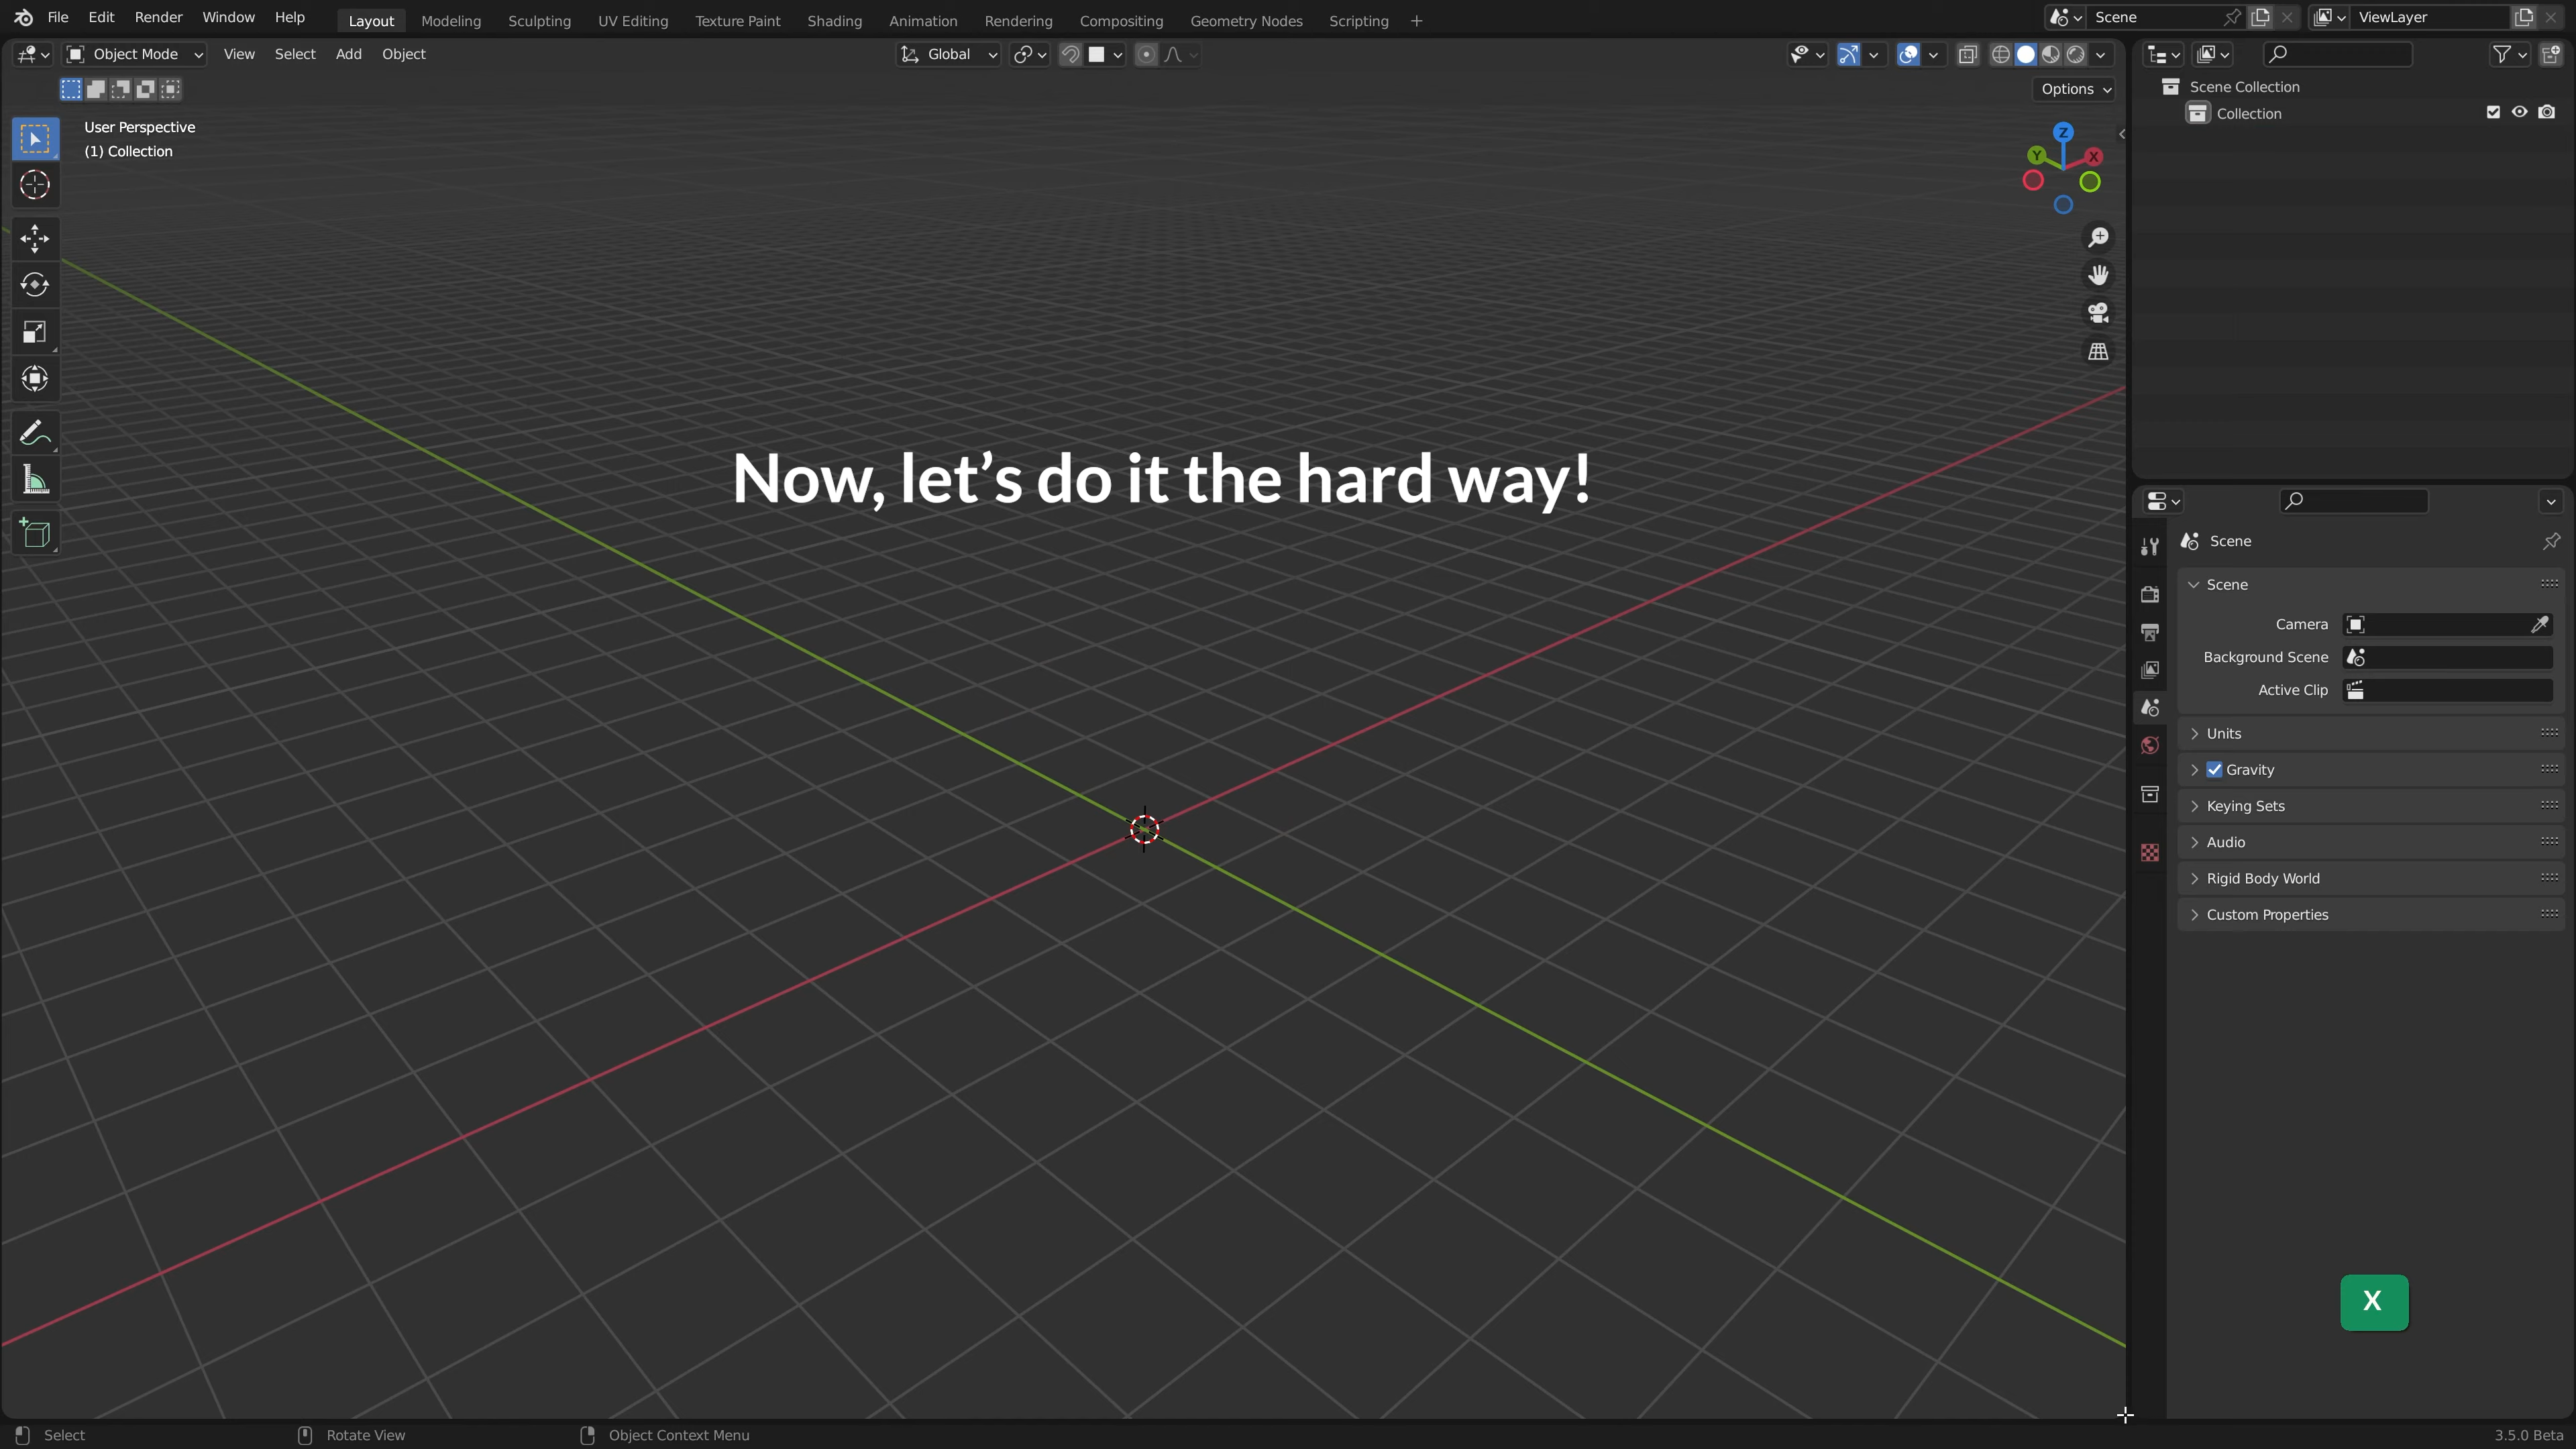 File Edit Render Window Help Layout Modeling Sculpting UV Editing Texture Paint Shading Animation Rendering Compositing Geometry Nodes Scripting + Scene ViewLayer
Object Mode View Select Add Object Global
Options
User Perspective
(1) Collection
Z
Y
X
Now, let’s do it the hard way!
Scene Collection
Collection
Scene
Scene
Camera
Background Scene
Active Clip
Units
Gravity
Keying Sets
Audio
Rigid Body World
Custom Properties
X
Select Rotate View Object Context Menu 3.5.0 Beta